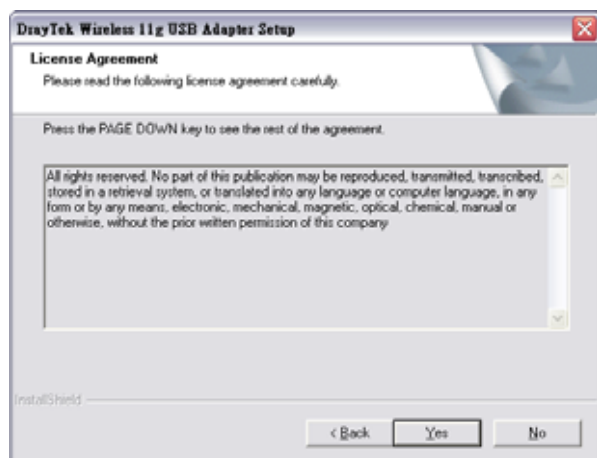 DrayTek Wireless 11g USB Adapter Setup
License Agreement
Please read the following license agreement carefully.
Press the PAGE DOWN key to see the rest of the agreement.
All rights reserved. No part of this publication may be reproduced, transmitted, transcribed,
stored in a retrieval system, or translated into any language or computer language, in any
form or by any means, electronic, mechanical, magnetic, optical, chemical, manual or
otherwise, without the prior written permission of this company
InstallShield
< Back
Yes
No